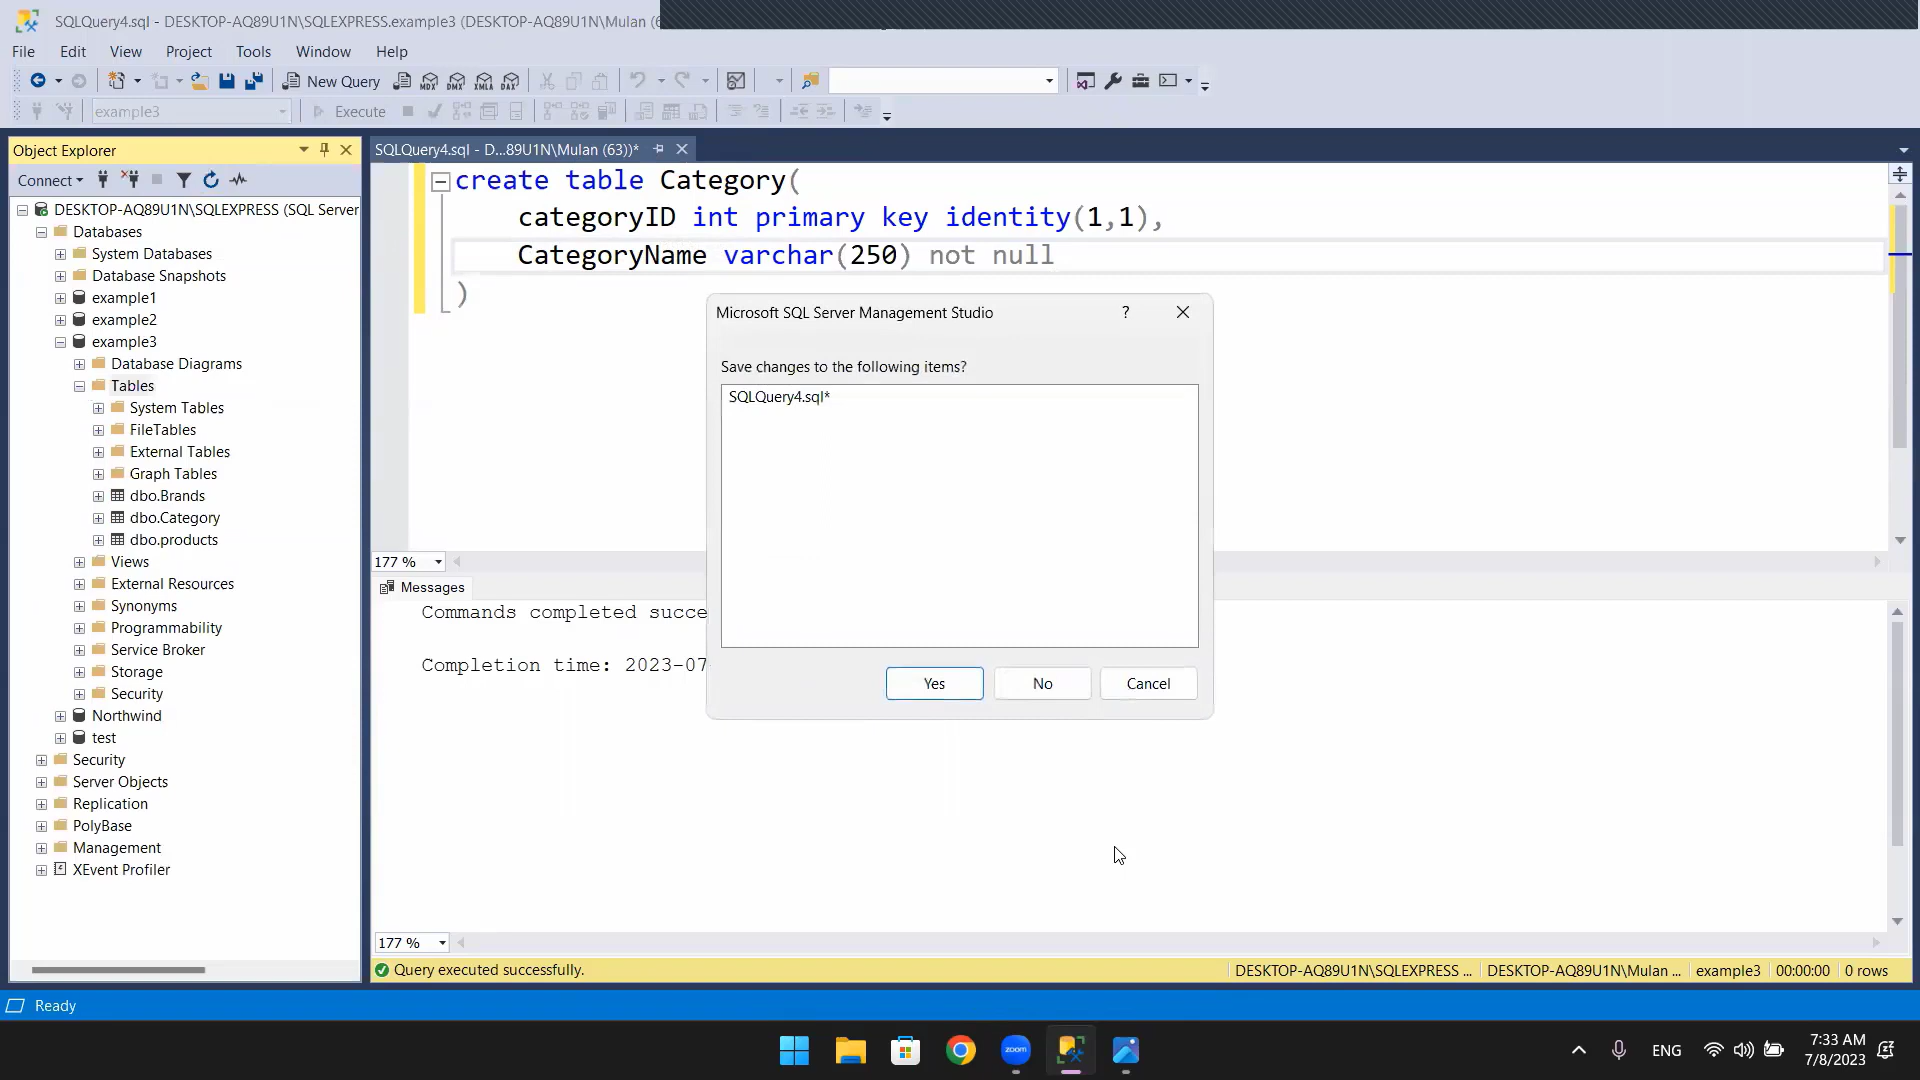 SQLQuery4.sql - DESKTOP-AQ89U1N\SQLEXPRESS.example3 (DESKTOP-AQ89U1N\Mulan (6
File Edit View Project Tools Window Help
New Query MDX DMX XMLA DAX
example3 Execute
Object Explorer
SQLQuery4.sql - D...89U1N\Mulan (63))*
Connect
DESKTOP-AQ89U1N\SQLEXPRESS (SQL Server
Databases
System Databases
Database Snapshots
example1
example2
example3
Database Diagrams
Tables
System Tables
FileTables
External Tables
Graph Tables
dbo.Brands
dbo.Category
dbo.products
Views
External Resources
Synonyms
Programmability
Service Broker
Storage
Security
Northwind
test
Security
Server Objects
Replication
PolyBase
Management
XEvent Profiler
create table Category(
categoryID int primary key identity(1,1),
CategoryName varchar(250) not null
)
177 %
Messages
Commands completed succe
Completion time: 2023-07
Microsoft SQL Server Management Studio ?
Save changes to the following items?
SQLQuery4.sql*
Yes No Cancel
177 %
Query executed successfully. DESKTOP-AQ89U1N\SQLEXPRESS ... DESKTOP-AQ89U1N\Mulan ... example3 00:00:00 0 rows
Ready
zoom
ENG
7:33 AM
7/8/2023